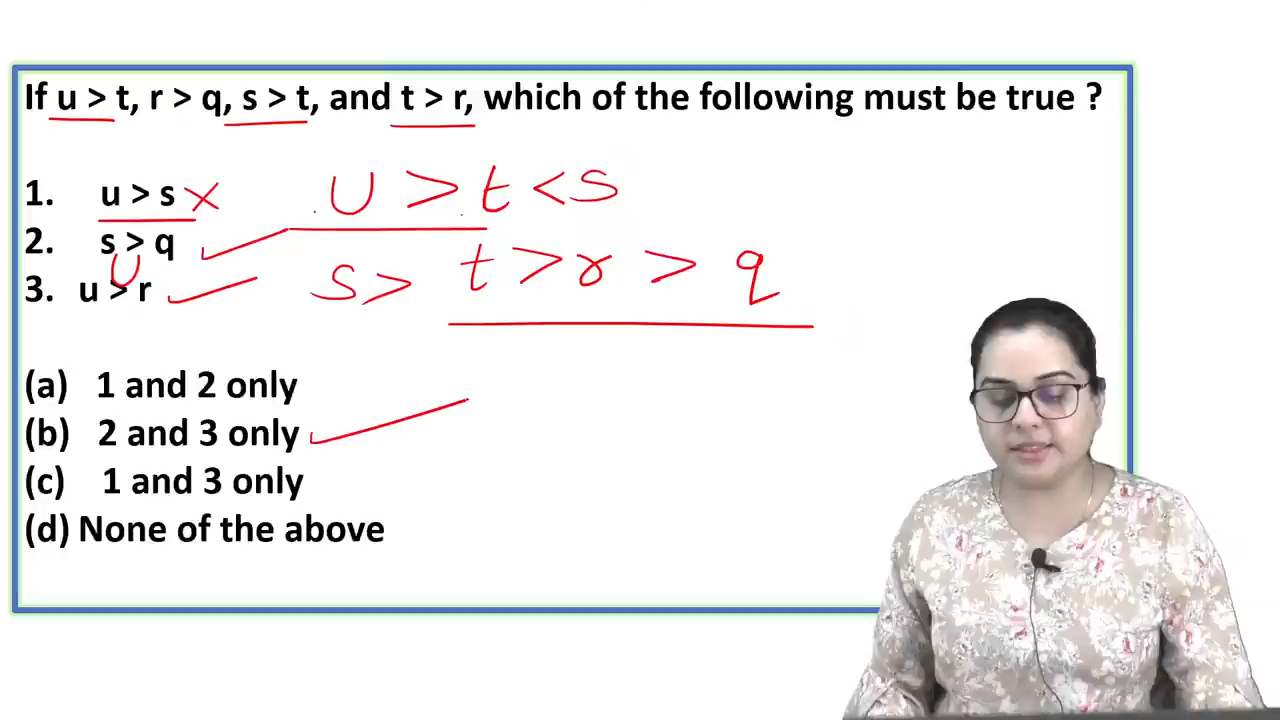 If u > t, r > q, s > t, and t > r, which of the following must be true ?
1. u > s ×
U > t < s
2. s > q ✓
U
s > t > r > q
3. u > r ✓
(a) 1 and 2 only
(b) 2 and 3 only ✓
(c) 1 and 3 only
(d) None of the above